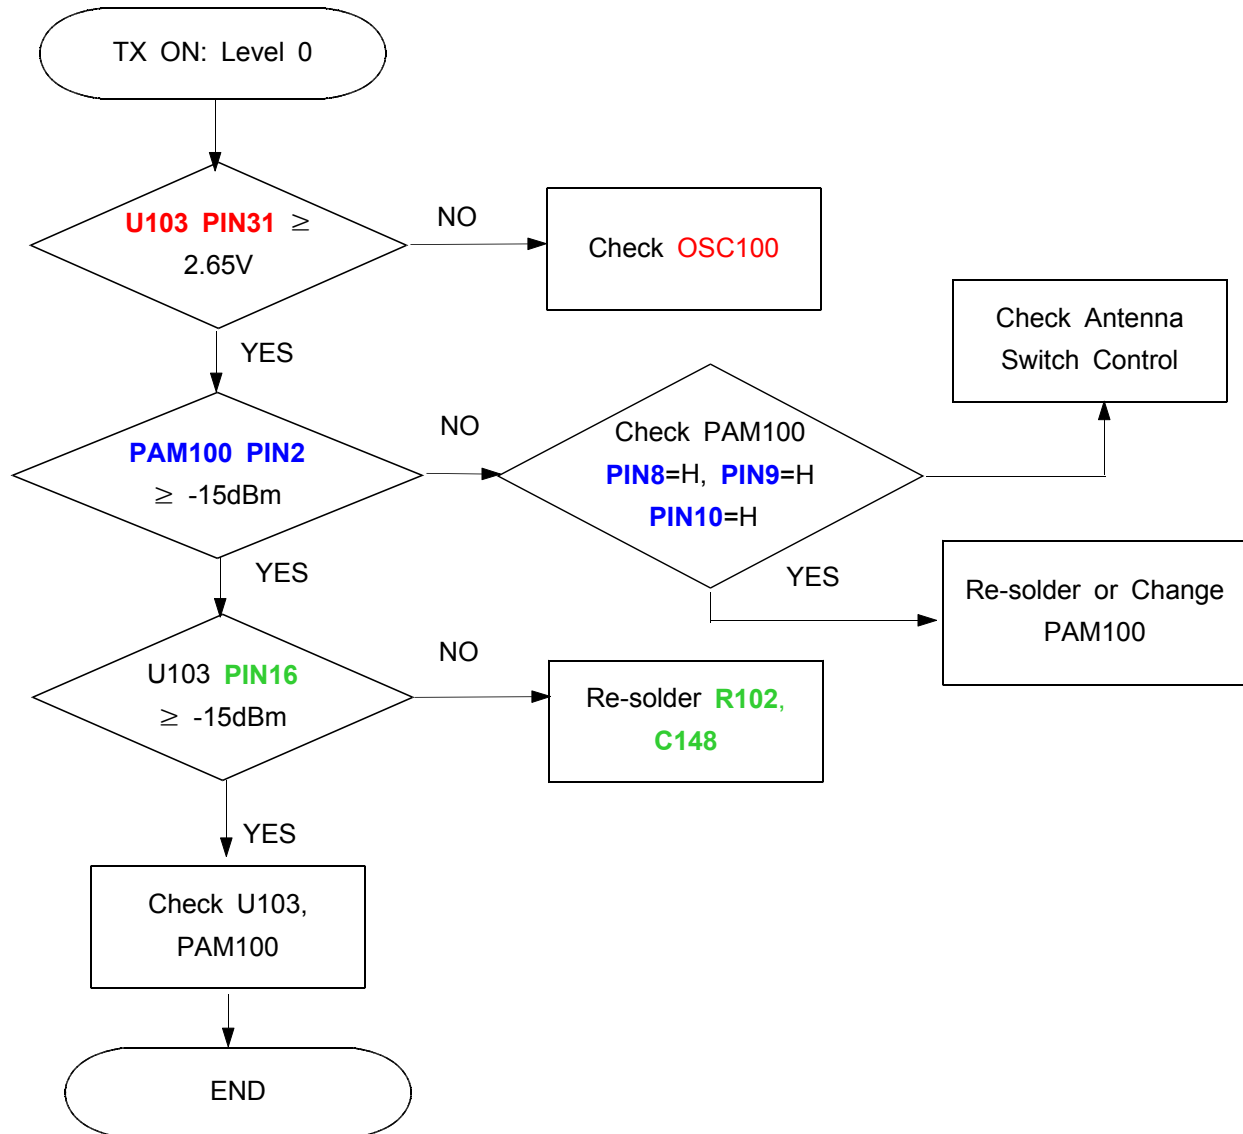 TX ON: Level 0
U103 PIN31 ≥
2.65V
NO
Check OSC100
YES
Check Antenna
Switch Control
PAM100 PIN2
≥ -15dBm
NO
Check PAM100
PIN8=H, PIN9=H
PIN10=H
YES
YES
Re-solder or Change
PAM100
U103 PIN16
≥ -15dBm
NO
Re-solder R102,
C148
YES
Check U103,
PAM100
END